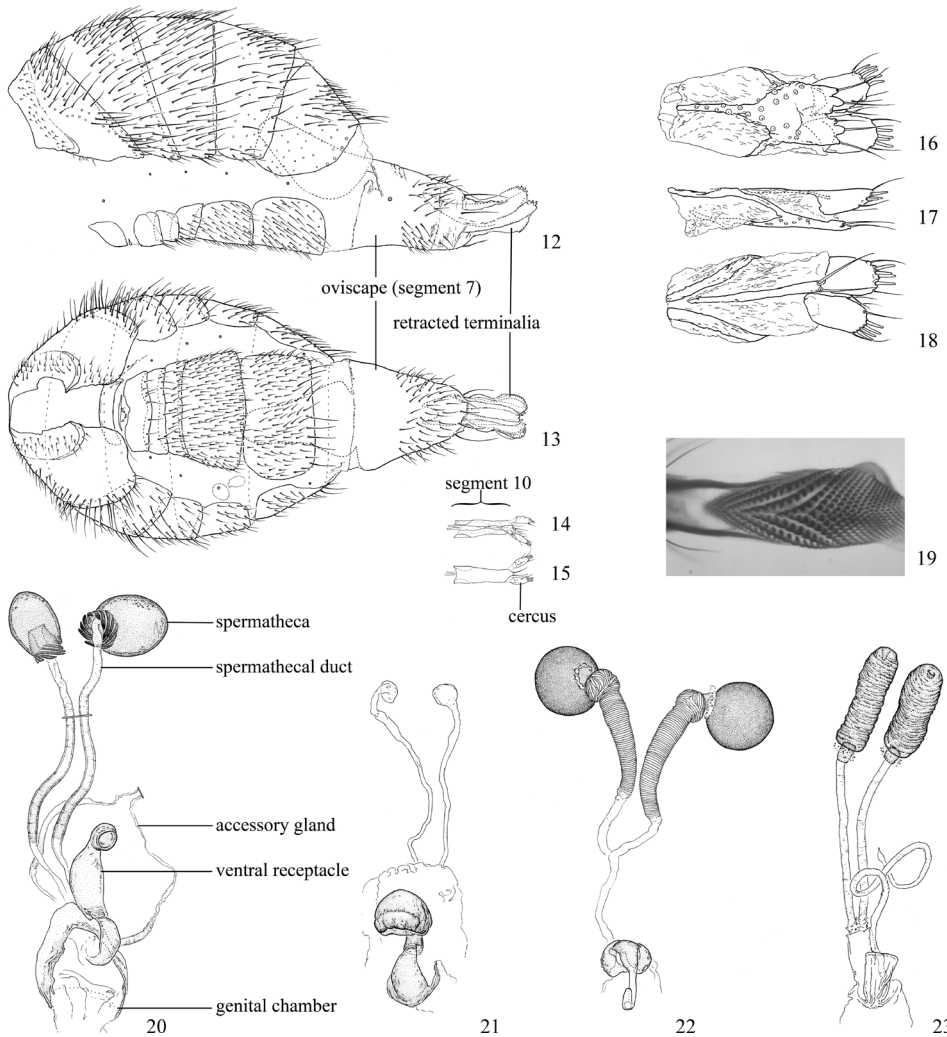 16
17
12
oviscape (segment 7)
retracted terminalia
18
13
segment 10
14
15
19
cercus
spermatheca
spermathecal duct
accessory gland
ventral receptacle
genital chamber
20
21
22
23